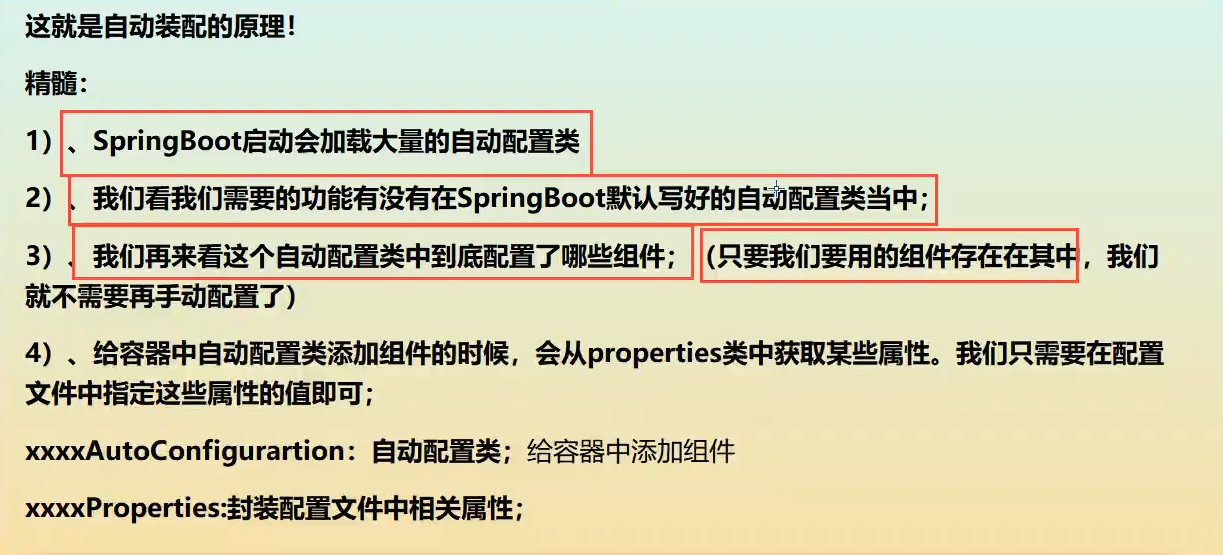 这就是自动装配的原理！
精髓：
1）、SpringBoot启动会加载大量的自动配置类
2）、我们看我们需要的功能有没有在SpringBoot默认写好的自动配置类当中；
3）、我们再来看这个自动配置类中到底配置了哪些组件；（只要我们要用的组件存在在其中，我们
就不需要再手动配置了）
4）、给容器中自动配置类添加组件的时候，会从properties类中获取某些属性。我们只需要在配置
文件中指定这些属性的值即可；
xxxxAutoConfigurartion：自动配置类；给容器中添加组件
xxxxProperties:封装配置文件中相关属性；